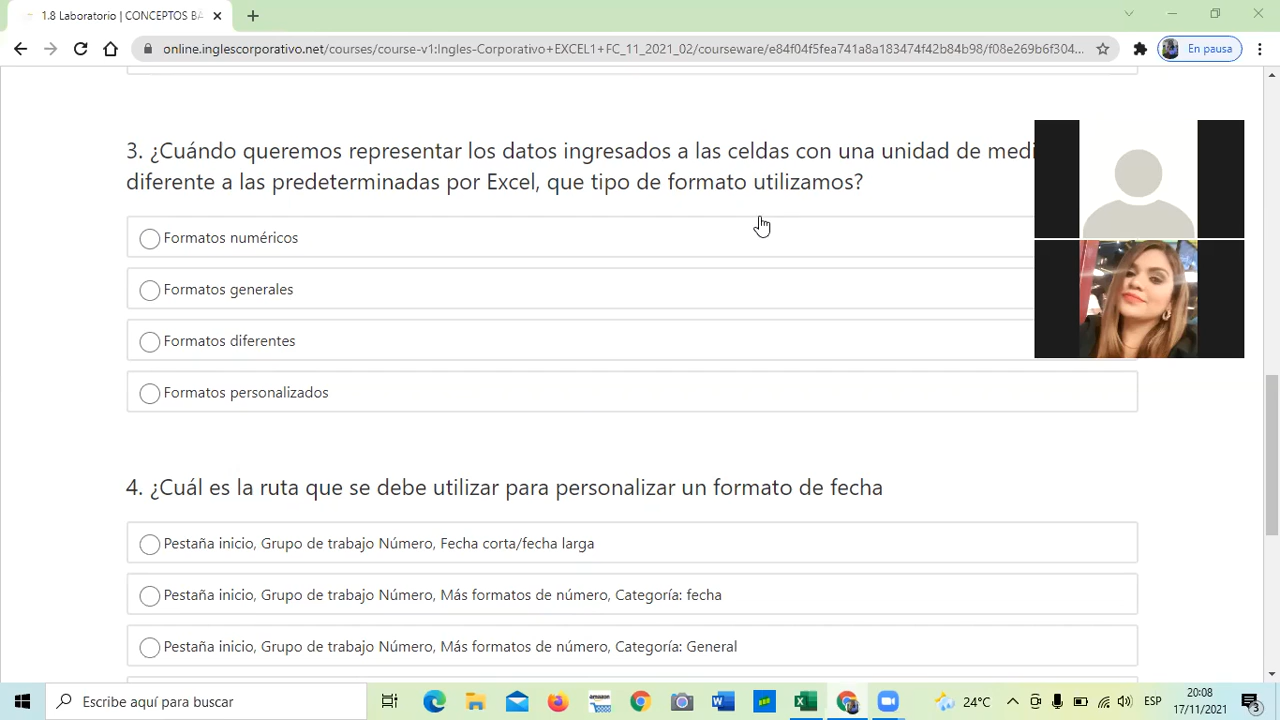 1.8 Laboratorio | CONCEPTOS BÁ
online.inglescorporativo.net/courses/course-v1:Ingles-Corporativo+EXCEL1+FC_11_2021_02/courseware/e84f04f5fea741a8a183474f42b84b98/f08e269b6f304...
En pausa
3. ¿Cuándo queremos representar los datos ingresados a las celdas con una unidad de medi
diferente a las predeterminadas por Excel, que tipo de formato utilizamos?
Formatos numéricos
Formatos generales
Formatos diferentes
Formatos personalizados
4. ¿Cuál es la ruta que se debe utilizar para personalizar un formato de fecha
Pestaña inicio, Grupo de trabajo Número, Fecha corta/fecha larga
Pestaña inicio, Grupo de trabajo Número, Más formatos de número, Categoría: fecha
Pestaña inicio, Grupo de trabajo Número, Más formatos de número, Categoría: General
Escribe aquí para buscar
amazon
24°C
ESP
20:08
17/11/2021
3